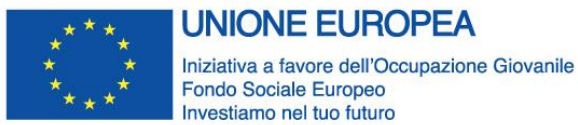 UNIONE EUROPEA
Iniziativa a favore dell'Occupazione Giovanile
Fondo Sociale Europeo
Investiamo nel tuo futuro